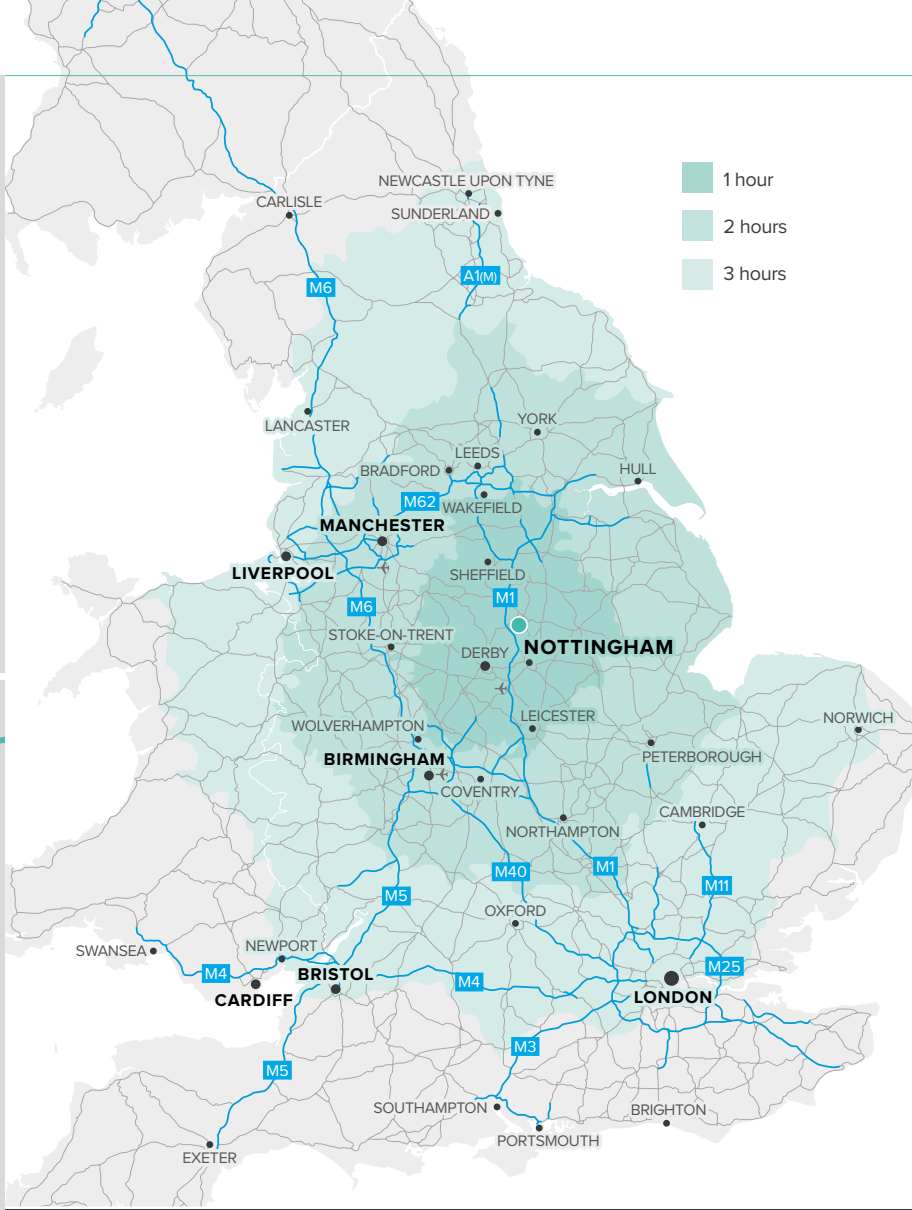 NEWCASTLE UPON TYNE
1 hour
CARLISLE
SUNDERLAND
2 hours
3 hours
A1(M)
M6
LANCASTER
YORK
LEEDS
BRADFORD
HULL
M62
WAKEFIELD
MANCHESTER
LIVERPOOL
SHEFFIELD
M1
M6
STOKE-ON-TRENT
NOTTINGHAM
DERBY
LEICESTER
NORWICH
WOLVERHAMPTON
PETERBOROUGH
BIRMINGHAM
COVENTRY
CAMBRIDGE
NORTHAMPTON
M1
M40
M11
M5
OXFORD
NEWPORT
SWANSEA
M25
M4
BRISTOL
M4
CARDIFF
LONDON
M3
M5
SOUTHAMPTON
BRIGHTON
PORTSMOUTH
EXETER